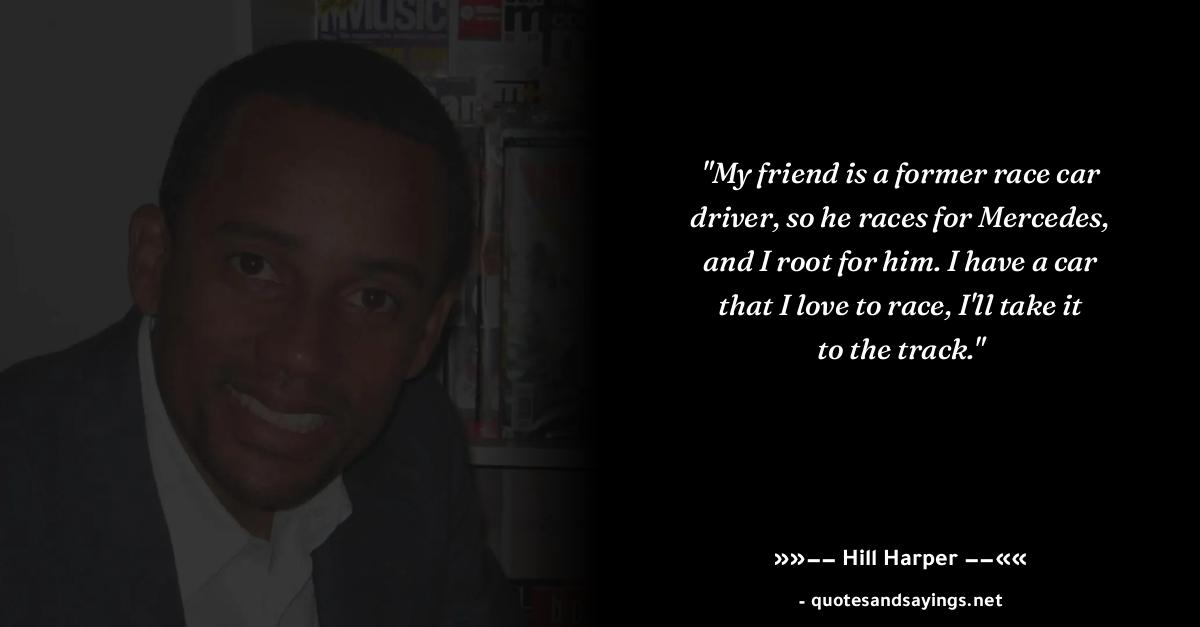 MUSIC
"My friend is a former race car
driver, so he races for Mercedes,
and I root for him. I have a car
that I love to race, I'll take it
to the track."
»»–– Hill Harper ––««
- quotesandsayings.net